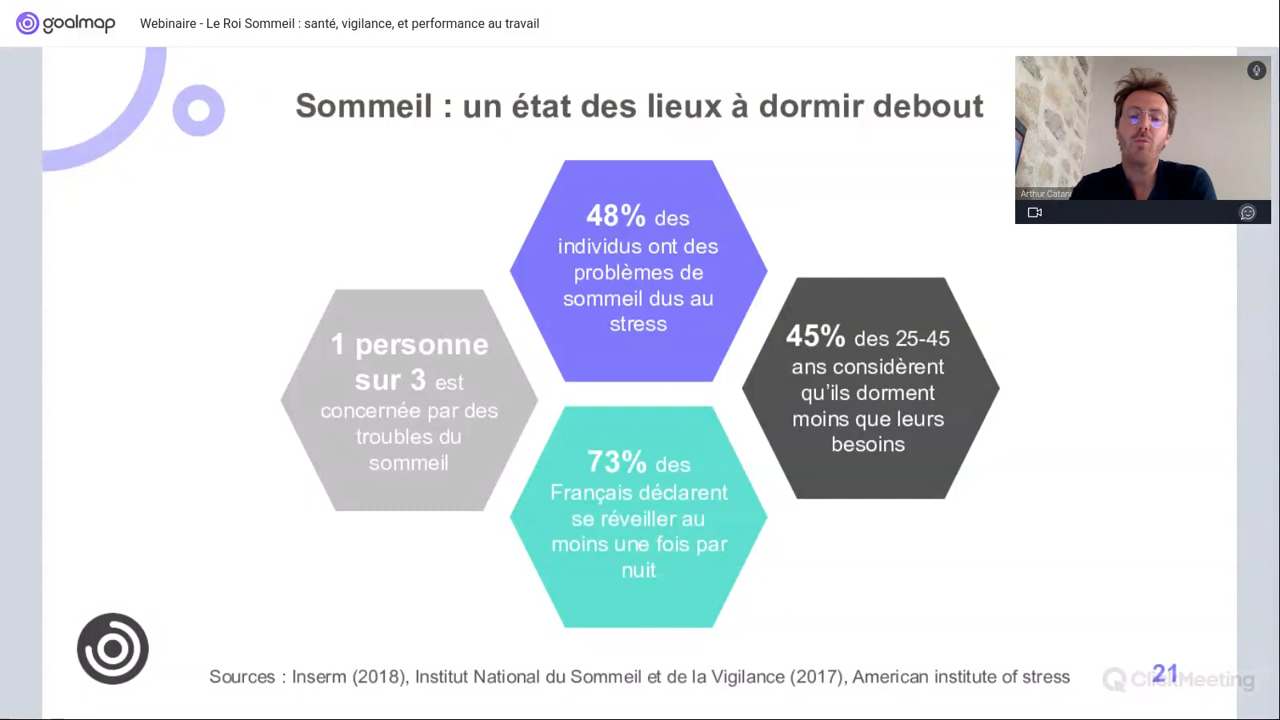 goalmap
Webinaire - Le Roi Sommeil : santé, vigilance, et performance au travail
Sommeil : un état des lieux à dormir debout
Arthur
48% des
individus ont des
problèmes de
sommeil dus au
stress
1 personne
sur 3 est
concernée par des
troubles du
sommeil
45% des 25-45
ans considèrent
qu’ils dorment
moins que leurs
besoins
73% des
Français déclarent
se réveiller au
moins une fois par
nuit
Sources : Inserm (2018), Institut National du Sommeil et de la Vigilance (2017), American institute of stress
21
ClickMeeting